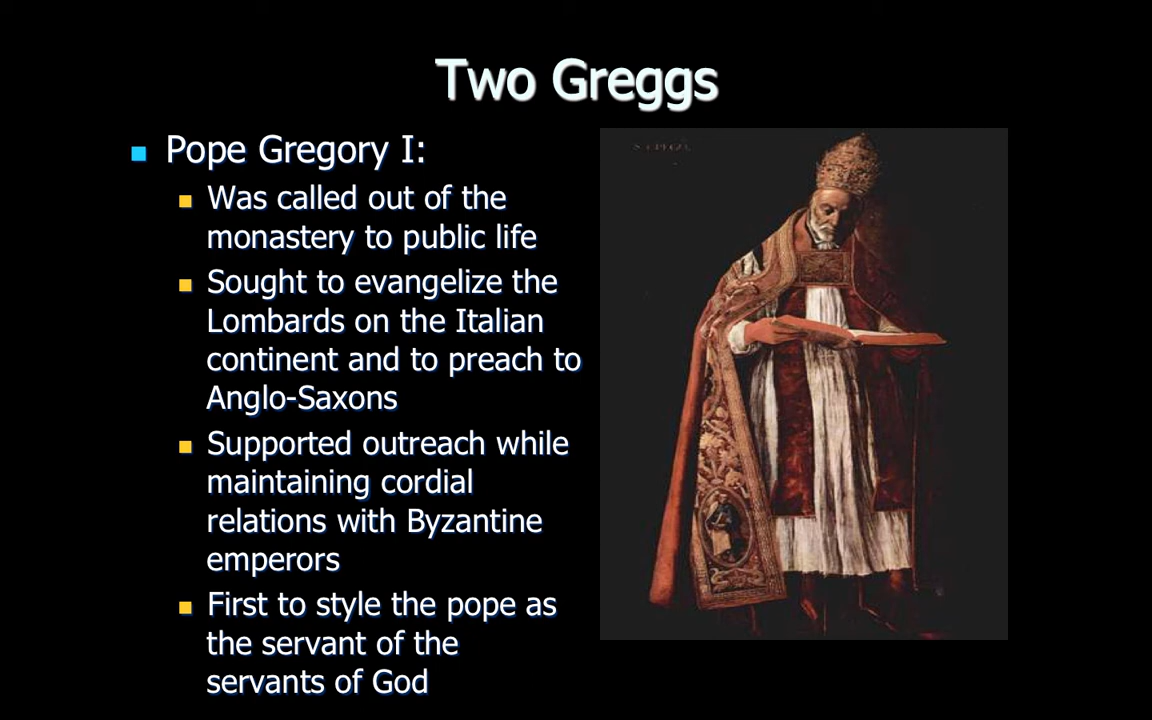 Two Greggs
Pope Gregory I:
Was called out of the
monastery to public life
Sought to evangelize the
Lombards on the Italian
continent and to preach to
Anglo-Saxons
Supported outreach while
maintaining cordial
relations with Byzantine
emperors
First to style the pope as
the servant of the
servants of God